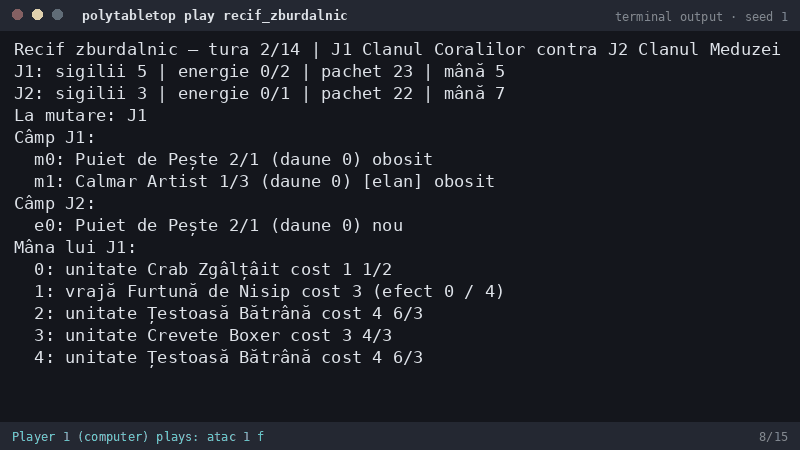 polytabletop play recif_zburdalnic
terminal output · seed 1
Recif zburdalnic — tura 2/14 | J1 Clanul Coralilor contra J2 Clanul Meduzei
J1: sigilii 5 | energie 0/2 | pachet 23 | mână 5
J2: sigilii 3 | energie 0/1 | pachet 22 | mână 7
La mutare: J1
Câmp J1:
m0: Puiet de Pește 2/1 (daune 0) obosit
m1: Calmar Artist 1/3 (daune 0) [elan] obosit
Câmp J2:
e0: Puiet de Pește 2/1 (daune 0) nou
Mâna lui J1:
0: unitate Crab Zgâlțâit cost 1 1/2
1: vrajă Furtună de Nisip cost 3 (efect 0 / 4)
2: unitate Țestoasă Bătrână cost 4 6/3
3: unitate Crevete Boxer cost 3 4/3
4: unitate Țestoasă Bătrână cost 4 6/3
Player 1 (computer) plays: atac 1 f
8/15